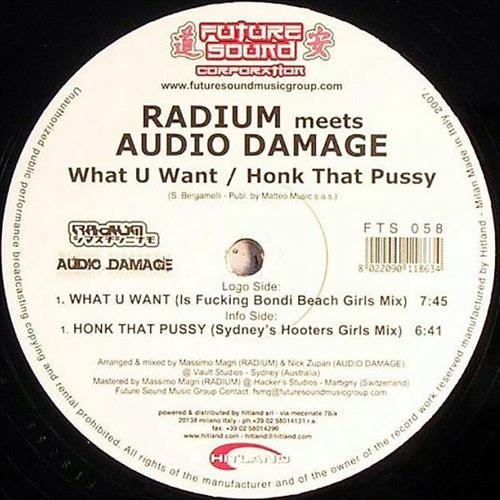 FUTURE
道 SOUND 安
CORPORATION
www.futuresoundmusicgroup.com
RADIUM meets
AUDIO DAMAGE
What U Want / Honk That Pussy
(S. Bergamelli - Publ. by Matteo Music s.a.s.)
RADIUM
AUDIO DAMAGE
FTS 058
8 022090 118634
Logo Side:
1. WHAT U WANT (Is Fucking Bondi Beach Girls Mix) 7:45
Info Side:
1. HONK THAT PUSSY (Sydney's Hooters Girls Mix) 6:41
Arranged & mixed by Massimo Magri (RADIUM) & Nick Zupan (AUDIO DAMAGE)
@ Vault Studios - Sydney (Australia)
Mastered by Massimo Magri (RADIUM) @ Hacker's Studios - Martigny (Switzerland)
Future Sound Music Group Contact: fsmg@futuresoundmusicgroup.com
powered & distributed by hitland srl - via mecenate 78/a
20138 milano italy - ph +39 02 58014131 r.a.
fax. +39 02 58014290
www.hitland.com - hitland@hitland.com
HITLAND
Unauthorized public performance broadcasting copying and rental prohibited. All rights of the manufacturer and of the owner of the record work reserved by Hitland - Milan Made in Italy 2007.